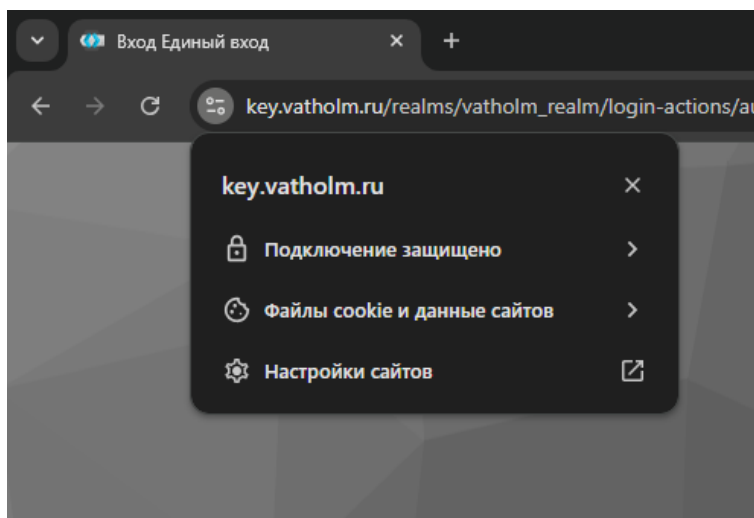 Вход Единый вход
key.vatholm.ru/realms/vatholm_realm/login-actions/au
key.vatholm.ru
Подключение защищено
Файлы cookie и данные сайтов
Настройки сайтов